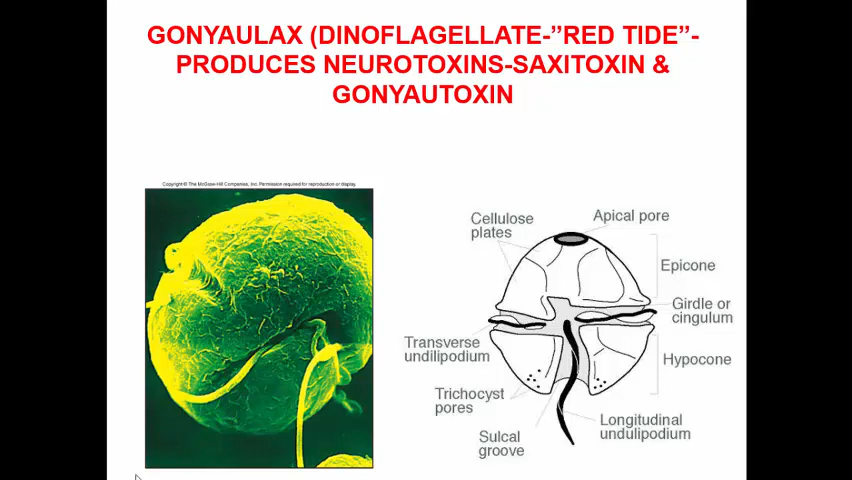 GONYAULAX (DINOFLAGELLATE-”RED TIDE”-
PRODUCES NEUROTOXINS-SAXITOXIN &
GONYAUTOXIN
Copyright © The McGraw-Hill Companies, Inc. Permission required for reproduction or display.
Cellulose
plates
Apical pore
Epicone
Girdle or
cingulum
Transverse
undilipodium
Hypocone
Trichocyst
pores
Longitudinal
undulipodium
Sulcal
groove